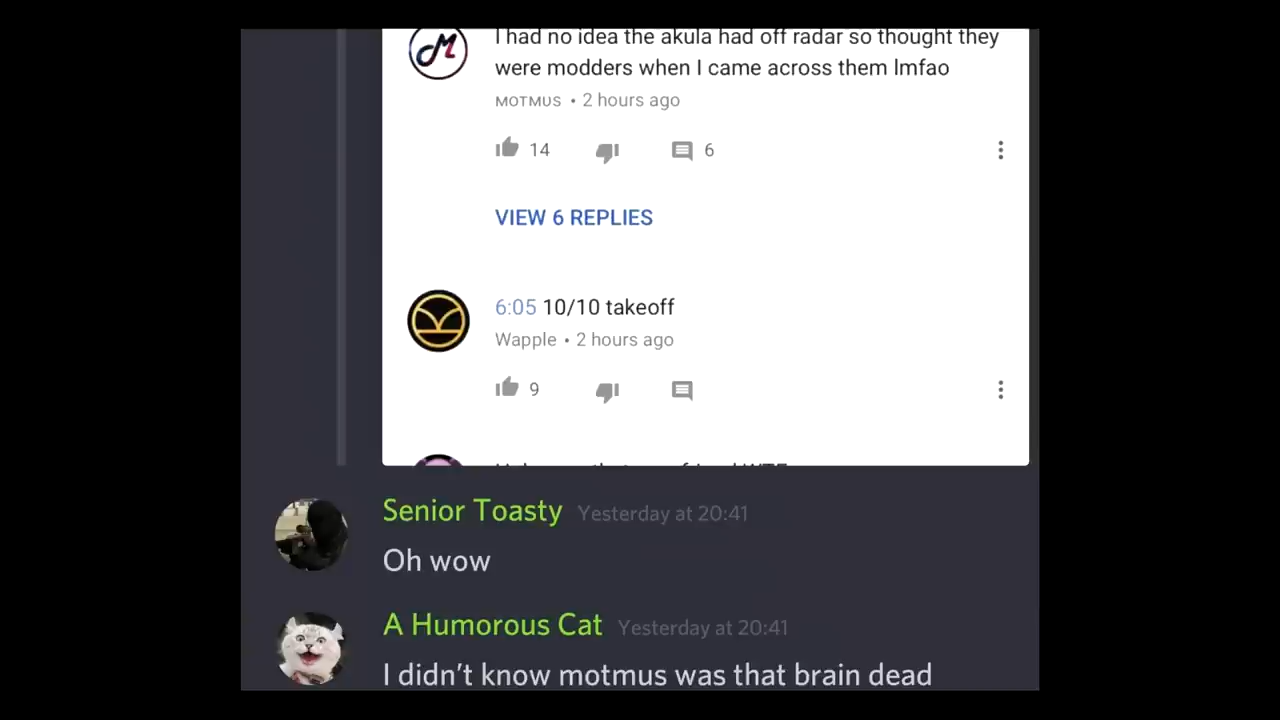 I had no idea the akula had off radar so thought they
were modders when I came across them lmfao
MOTMUS • 2 hours ago
14
6
VIEW 6 REPLIES
6:05 10/10 takeoff
Wapple • 2 hours ago
9
Senior Toasty Yesterday at 20:41
Oh wow
A Humorous Cat Yesterday at 20:41
I didn't know motmus was that brain dead